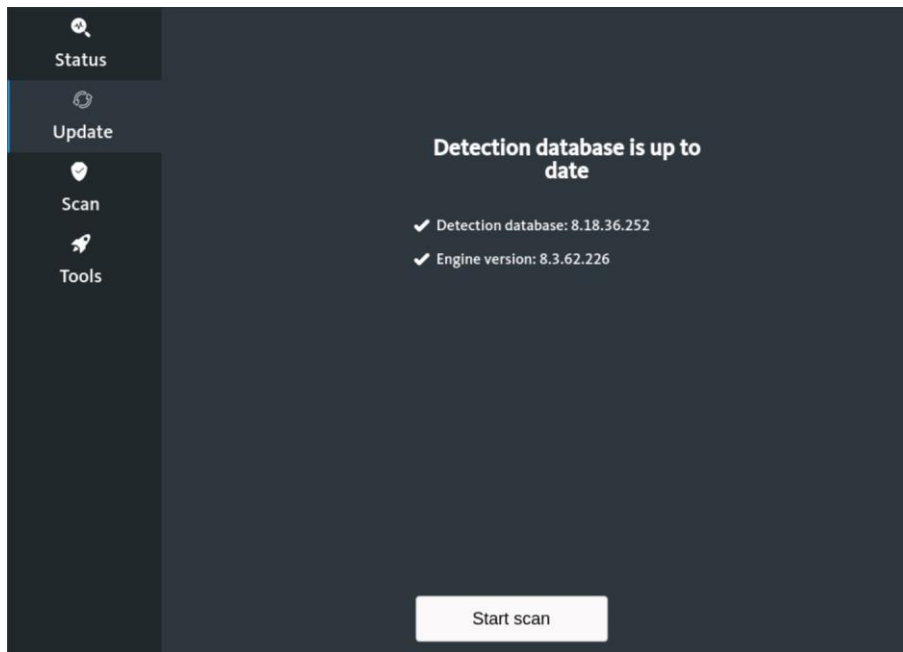 Status
Update
Scan
Tools
Detection database is up to
date
Detection database: 8.18.36.252
Engine version: 8.3.62.226
Start scan